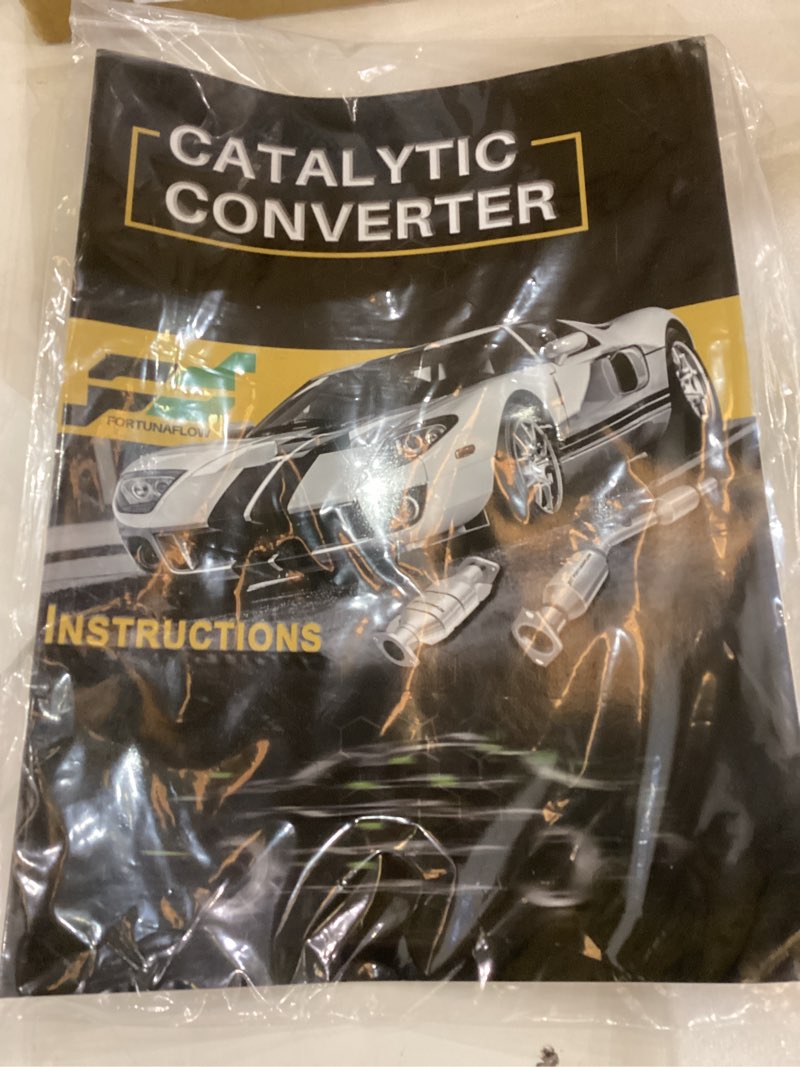 CATALYTIC
CONVERTER
FORTUNAFLOW
INSTRUCTIONS